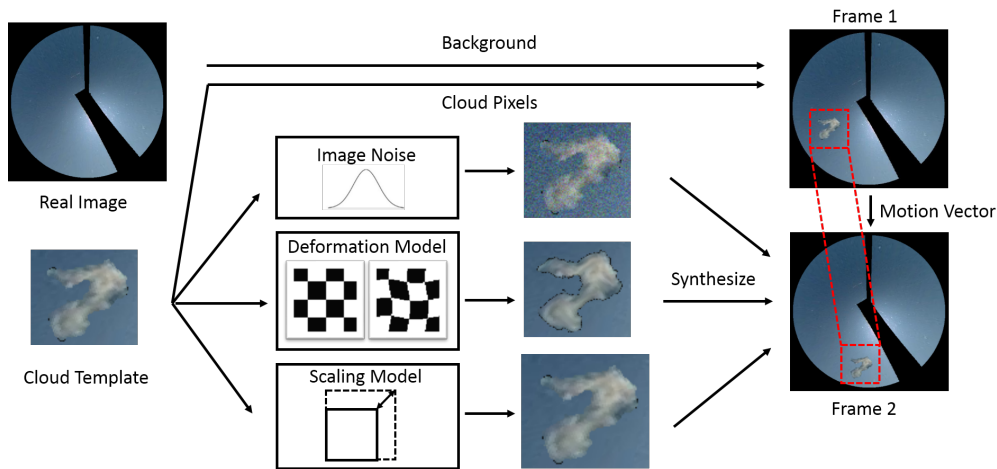 Frame 1
Background
Cloud Pixels
Real Image
Image Noise
Motion Vector
Deformation Model
Synthesize
Cloud Template
Scaling Model
Frame 2